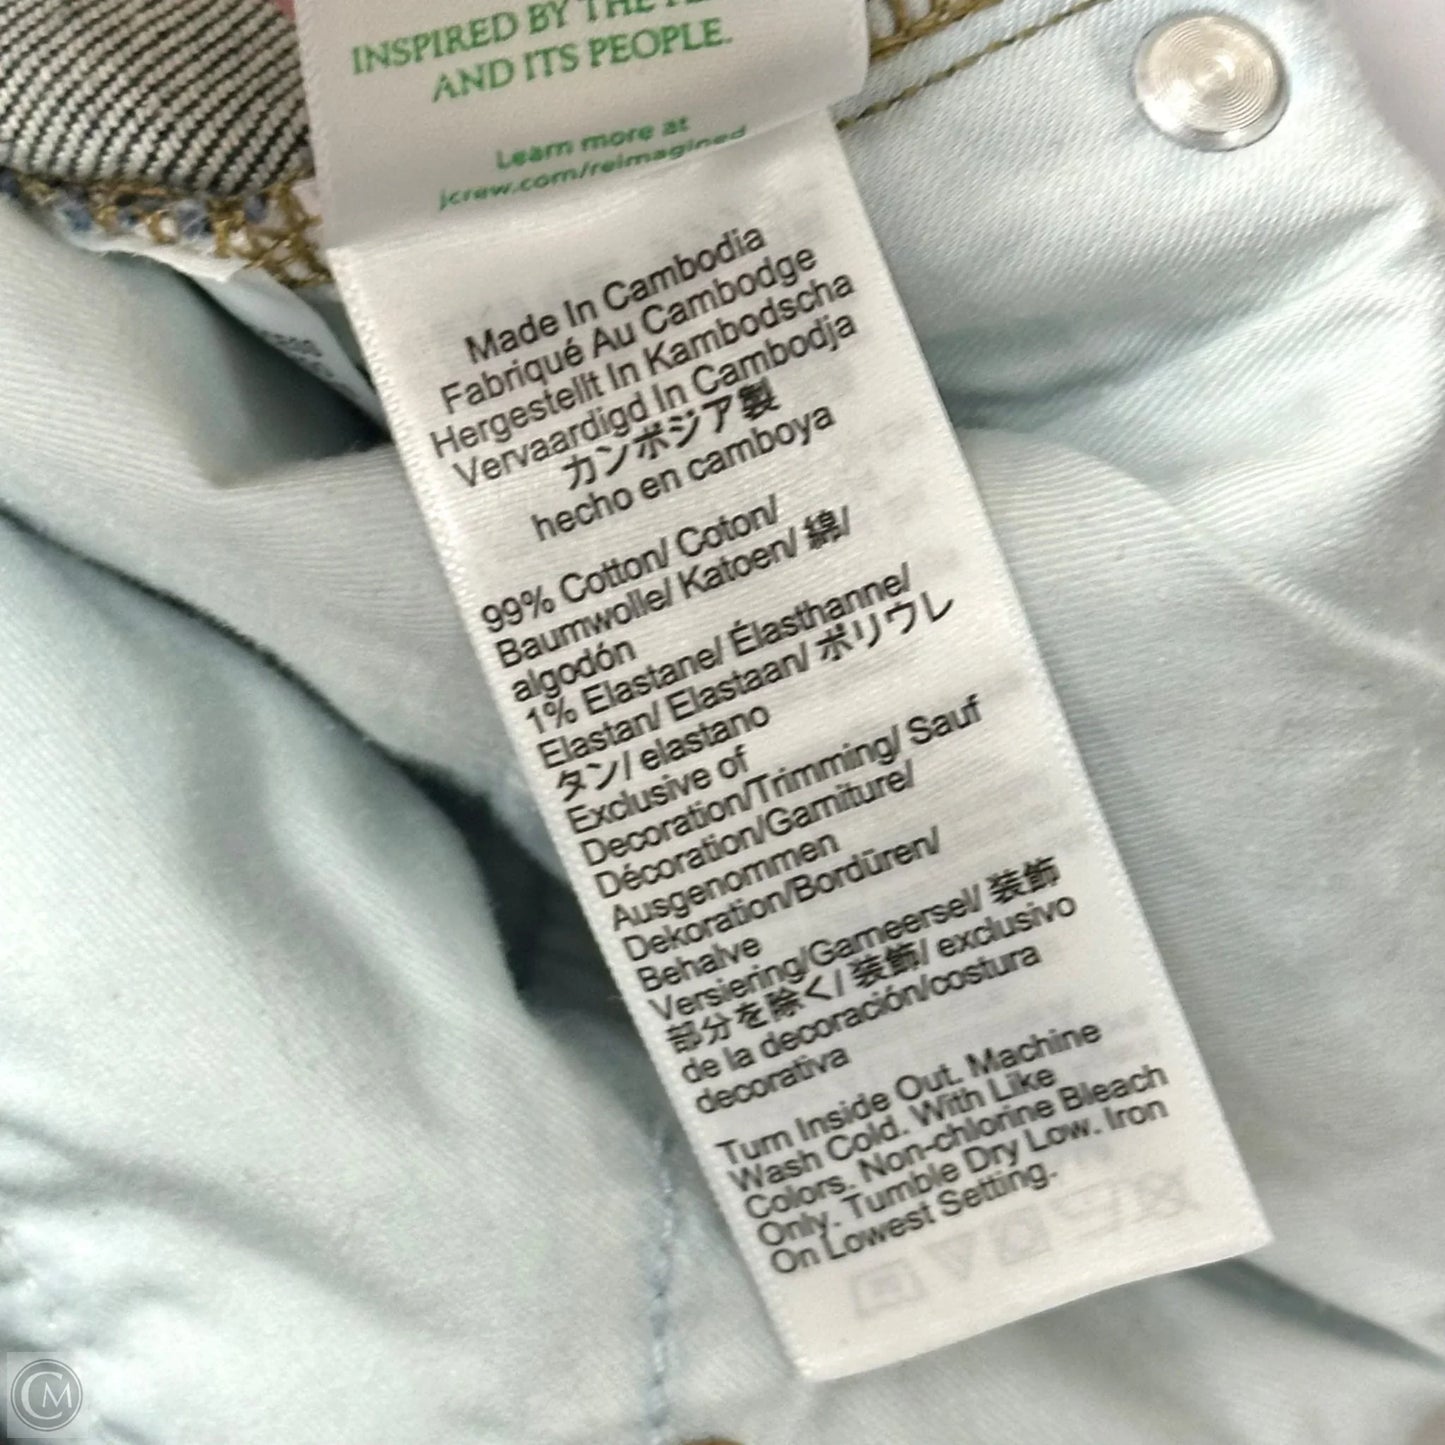 INSPIRED BY THE
AND ITS PEOPLE.
Learn more at
jcrew.com/reimagined
Made In Cambodia
Fabriqué Au Cambodge
Hergestellt In Kambodscha
Vervaardigd In Cambodja
カンボジア製
hecho en camboya
99% Cotton/ Coton/
Baumwolle/ Katoen/ 綿/
algodón
1% Elastane/ Élasthanne/
Elastan/ Elastaan/ ポリウレ
タン/ elastano
Exclusive of
Decoration/Trimming/ Sauf
Décoration/Garniture/
Ausgenommen
Dekoration/Bordüren/
Behalve
Versiering/Garneersel/ 装飾
部分を除く/ 装飾/ exclusivo
de la decoración/costura
decorativa
Turn Inside Out. Machine
Wash Cold. With Like
Colors. Non-chlorine Bleach
Only. Tumble Dry Low. Iron
On Lowest Setting.
CM